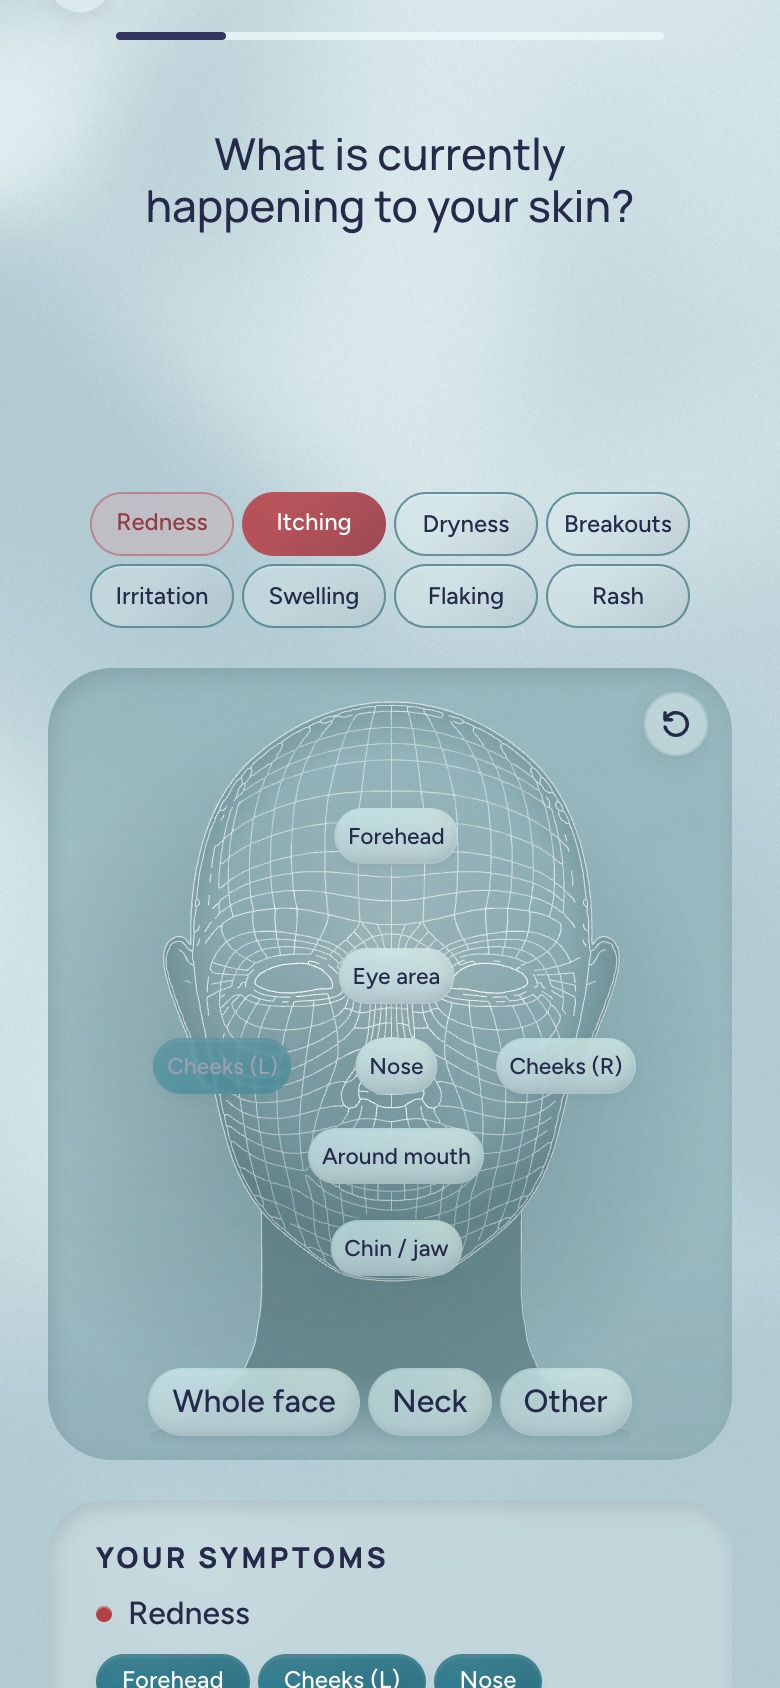 What is currently
happening to your skin?
Redness Itching Dryness Breakouts
Irritation Swelling Flaking Rash
Forehead
Eye area
Cheeks (L) Nose Cheeks (R)
Around mouth
Chin / jaw
Whole face Neck Other
YOUR SYMPTOMS
Redness
Forehead Cheeks (L) Nose